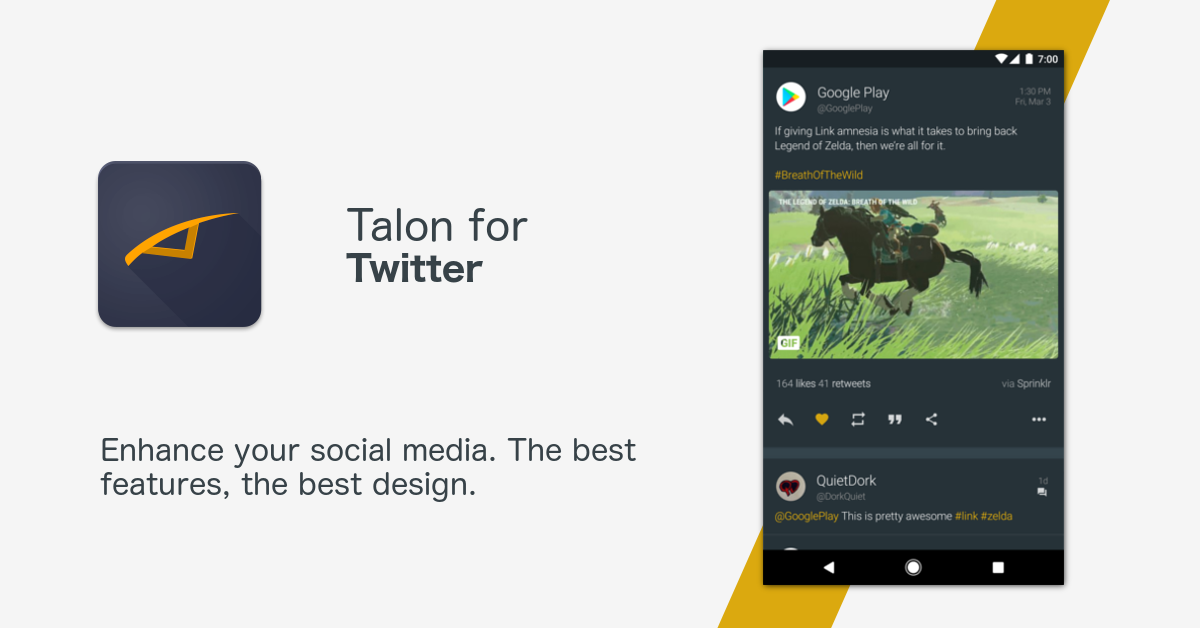 Talon for
Twitter
Enhance your social media. The best
features, the best design.
7:00
Google Play
@GooglePlay
1:30 PM
Fri, Mar 3
If giving Link amnesia is what it takes to bring back
Legend of Zelda, then we're all for it.
#BreathOfTheWild
THE LEGEND OF ZELDA: BREATH OF THE WILD
GIF
164 likes 41 retweets
via Sprinklr
QuietDork
@DorkQuiet
1d
@GooglePlay This is pretty awesome #link #zelda